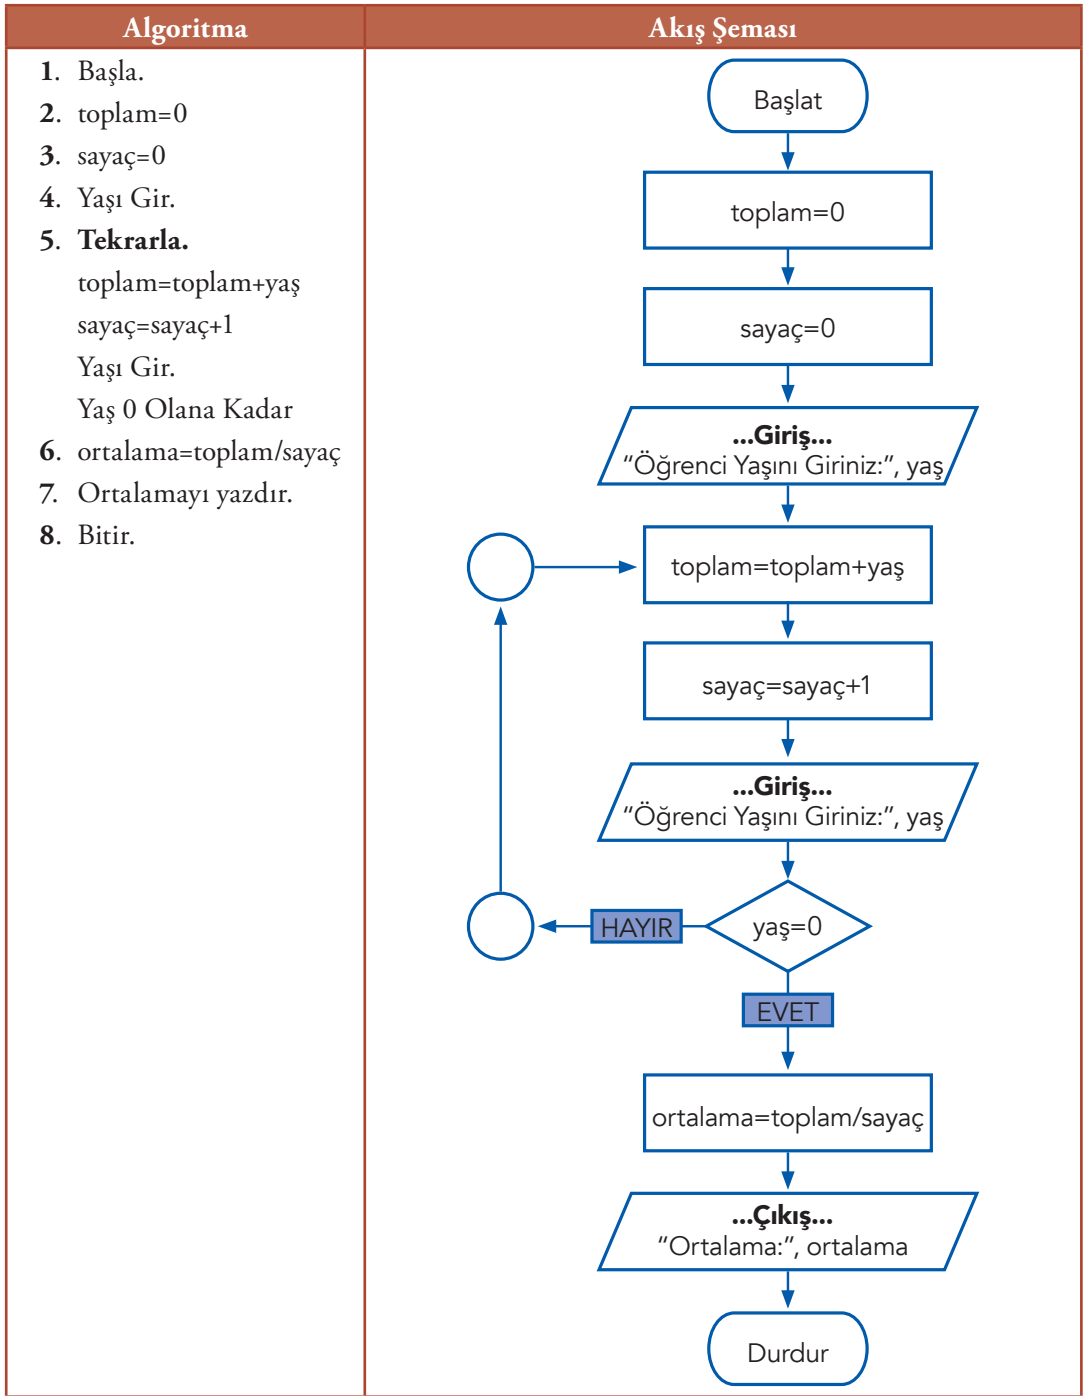 Algoritma
1. Başla.
2. toplam=0
3. sayaç=0
4. Yaşı Gir.
5. Tekrarla.
toplam=toplam+yaş
sayaç=sayaç+1
Yaşı Gir.
Yaş 0 Olana Kadar
6. ortalama=toplam/sayaç
7. Ortalamayı yazdır.
8. Bitir.
Akış Şeması
Başlat
toplam=0
sayaç=0
...Giriş...
“Öğrenci Yaşını Giriniz:”, yaş
toplam=toplam+yaş
sayaç=sayaç+1
...Giriş...
“Öğrenci Yaşını Giriniz:”, yaş
yaş=0
HAYIR
EVET
ortalama=toplam/sayaç
...Çıkış...
“Ortalama:”, ortalama
Durdur